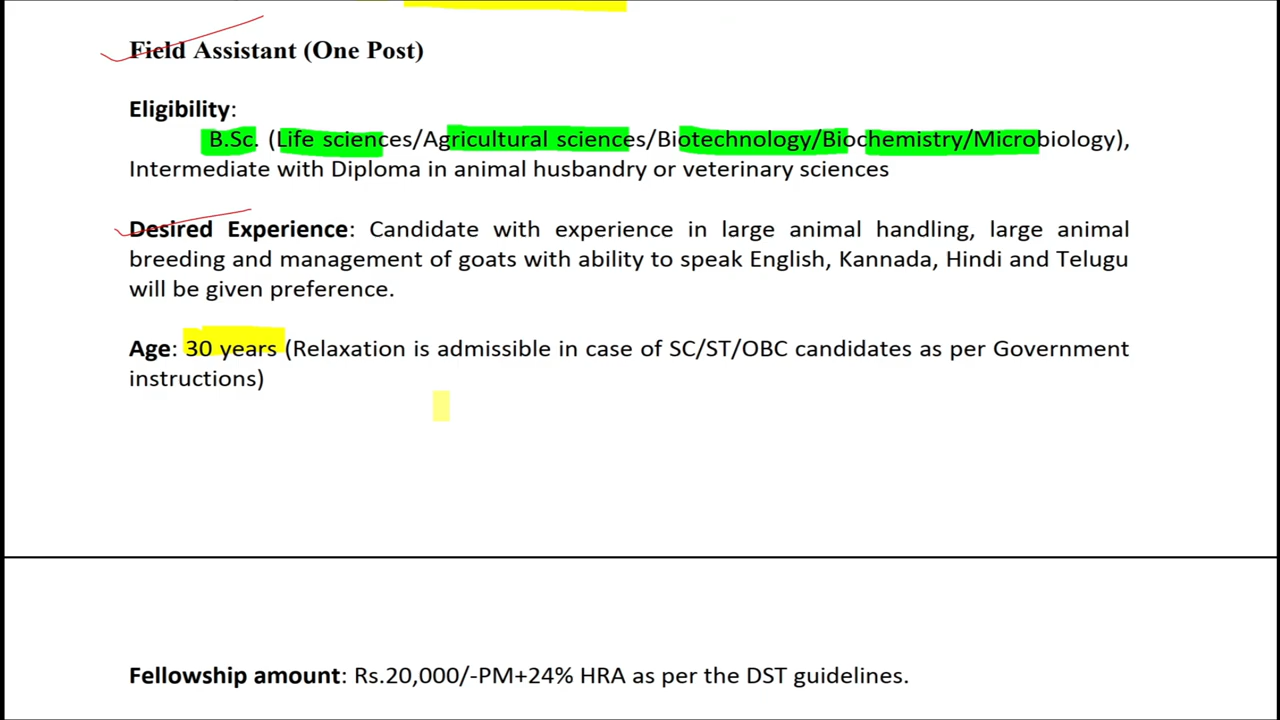 Field Assistant (One Post)
Eligibility:
B.Sc. (Life sciences/Agricultural sciences/Biotechnology/Biochemistry/Microbiology),
Intermediate with Diploma in animal husbandry or veterinary sciences
Desired Experience: Candidate with experience in large animal handling, large animal
breeding and management of goats with ability to speak English, Kannada, Hindi and Telugu
will be given preference.
Age: 30 years (Relaxation is admissible in case of SC/ST/OBC candidates as per Government
instructions)
Fellowship amount: Rs.20,000/-PM+24% HRA as per the DST guidelines.